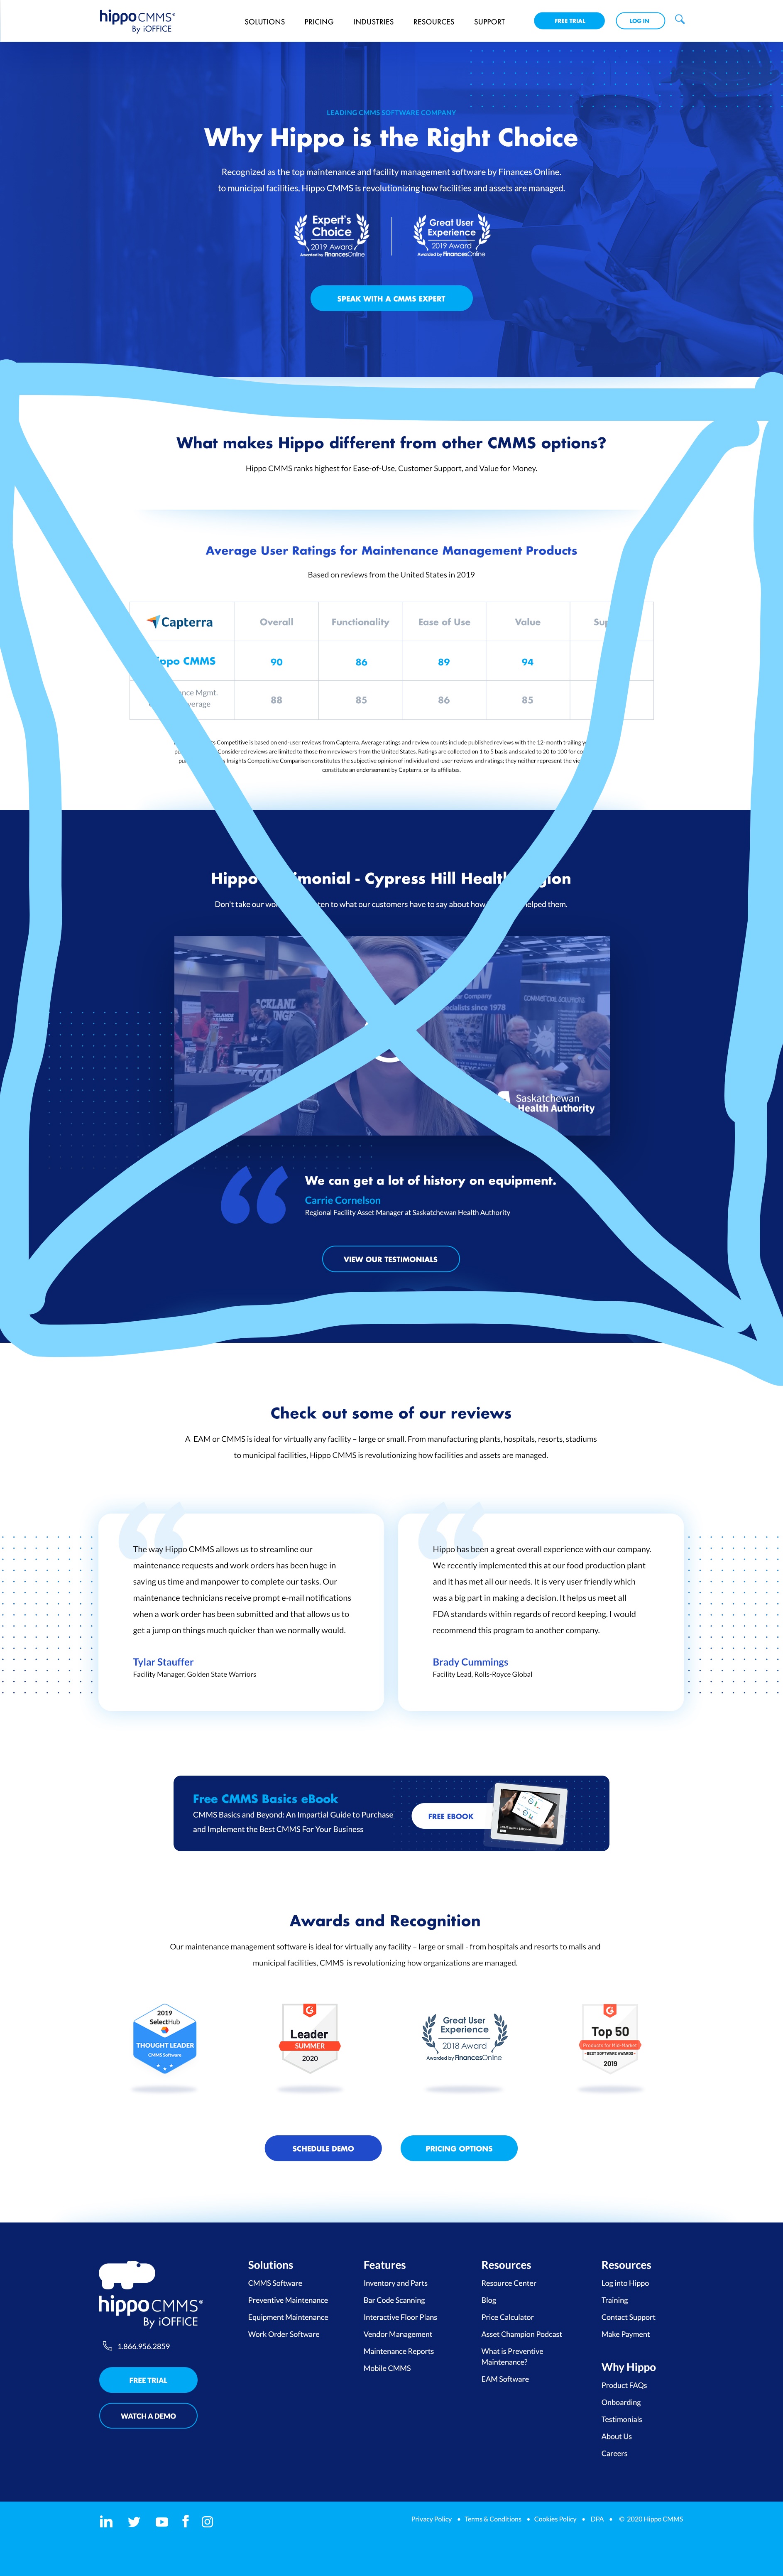 hippo CMMS®
By iOFFICE
SOLUTIONS PRICING INDUSTRIES RESOURCES SUPPORT FREE TRIAL LOG IN
LEADING CMMS SOFTWARE COMPANY
Why Hippo is the Right Choice
Recognized as the top maintenance and facility management software by Finances Online.
to municipal facilities, Hippo CMMS is revolutionizing how facilities and assets are managed.
Expert's
Choice
2019 Award
Awarded by FinancesOnline
Great User
Experience
2019 Award
Awarded by FinancesOnline
SPEAK WITH A CMMS EXPERT
What makes Hippo different from other CMMS options?
Hippo CMMS ranks highest for Ease-of-Use, Customer Support, and Value for Money.
Average User Ratings for Maintenance Management Products
Based on reviews from the United States in 2019
Capterra Overall Functionality Ease of Use Value
CMMS 90 86 89 94
Mgmt.
88 85 86 85
Competitive is based on end-user reviews from Capterra. Average ratings and review counts include published reviews with the 12-month trailing
Considered reviews are limited to those from reviewers from the United States. Ratings are collected on 1 to 5 basis and scaled to 20 to 100 for
Insights Competitive Comparison constitutes the subjective opinion of individual end-user reviews and ratings; they neither represent the
constitute an endorsement by Capterra, or its affiliates.
Hippo - Cypress Hill
Don't take our to what our customers have to say about how helped them.
since 1978
Saskatchewan
Health Authority
We can get a lot of history on equipment.
Carrie Cornelson
Regional Facility Asset Manager at Saskatchewan Health Authority
VIEW OUR TESTIMONIALS
Check out some of our reviews
A EAM or CMMS is ideal for virtually any facility – large or small. From manufacturing plants, hospitals, resorts, stadiums
to municipal facilities, Hippo CMMS is revolutionizing how facilities and assets are managed.
The way Hippo CMMS allows us to streamline our
maintenance requests and work orders has been huge in
saving us time and manpower to complete our tasks. Our
maintenance technicians receive prompt e-mail notifications
when a work order has been submitted and that allows us to
get a jump on things much quicker than we normally would.
Tylar Stauffer
Facility Manager, Golden State Warriors
Hippo has been a great overall experience with our company.
We recently implemented this at our food production plant
and it has met all our needs. It is very user friendly which
was a big part in making a decision. It helps us meet all
FDA standards within regards of record keeping. I would
recommend this program to another company.
Brady Cummings
Facility Lead, Rolls-Royce Global
Free CMMS Basics eBook
CMMS Basics and Beyond: An Impartial Guide to Purchase
and Implement the Best CMMS For Your Business
FREE EBOOK
Awards and Recognition
Our maintenance management software is ideal for virtually any facility – large or small - from hospitals and resorts to malls and
municipal facilities, CMMS is revolutionizing how organizations are managed.
2019
SelectHub
THOUGHT LEADER
CMMS Software
Leader
SUMMER
2020
Great User
Experience
2018 Award
Awarded by FinancesOnline
Top 50
Products for Mid-Market
-BEST SOFTWARE AWARDS-
2019
SCHEDULE DEMO PRICING OPTIONS
hippo CMMS®
By iOFFICE
1.866.956.2859
FREE TRIAL
WATCH A DEMO
Solutions
CMMS Software
Preventive Maintenance
Equipment Maintenance
Work Order Software
Features
Inventory and Parts
Bar Code Scanning
Interactive Floor Plans
Vendor Management
Maintenance Reports
Mobile CMMS
Resources
Resource Center
Blog
Price Calculator
Asset Champion Podcast
What is Preventive
Maintenance?
EAM Software
Resources
Log into Hippo
Training
Contact Support
Make Payment
Why Hippo
Product FAQs
Onboarding
Testimonials
About Us
Careers
Privacy Policy • Terms & Conditions • Cookies Policy • DPA • © 2020 Hippo CMMS